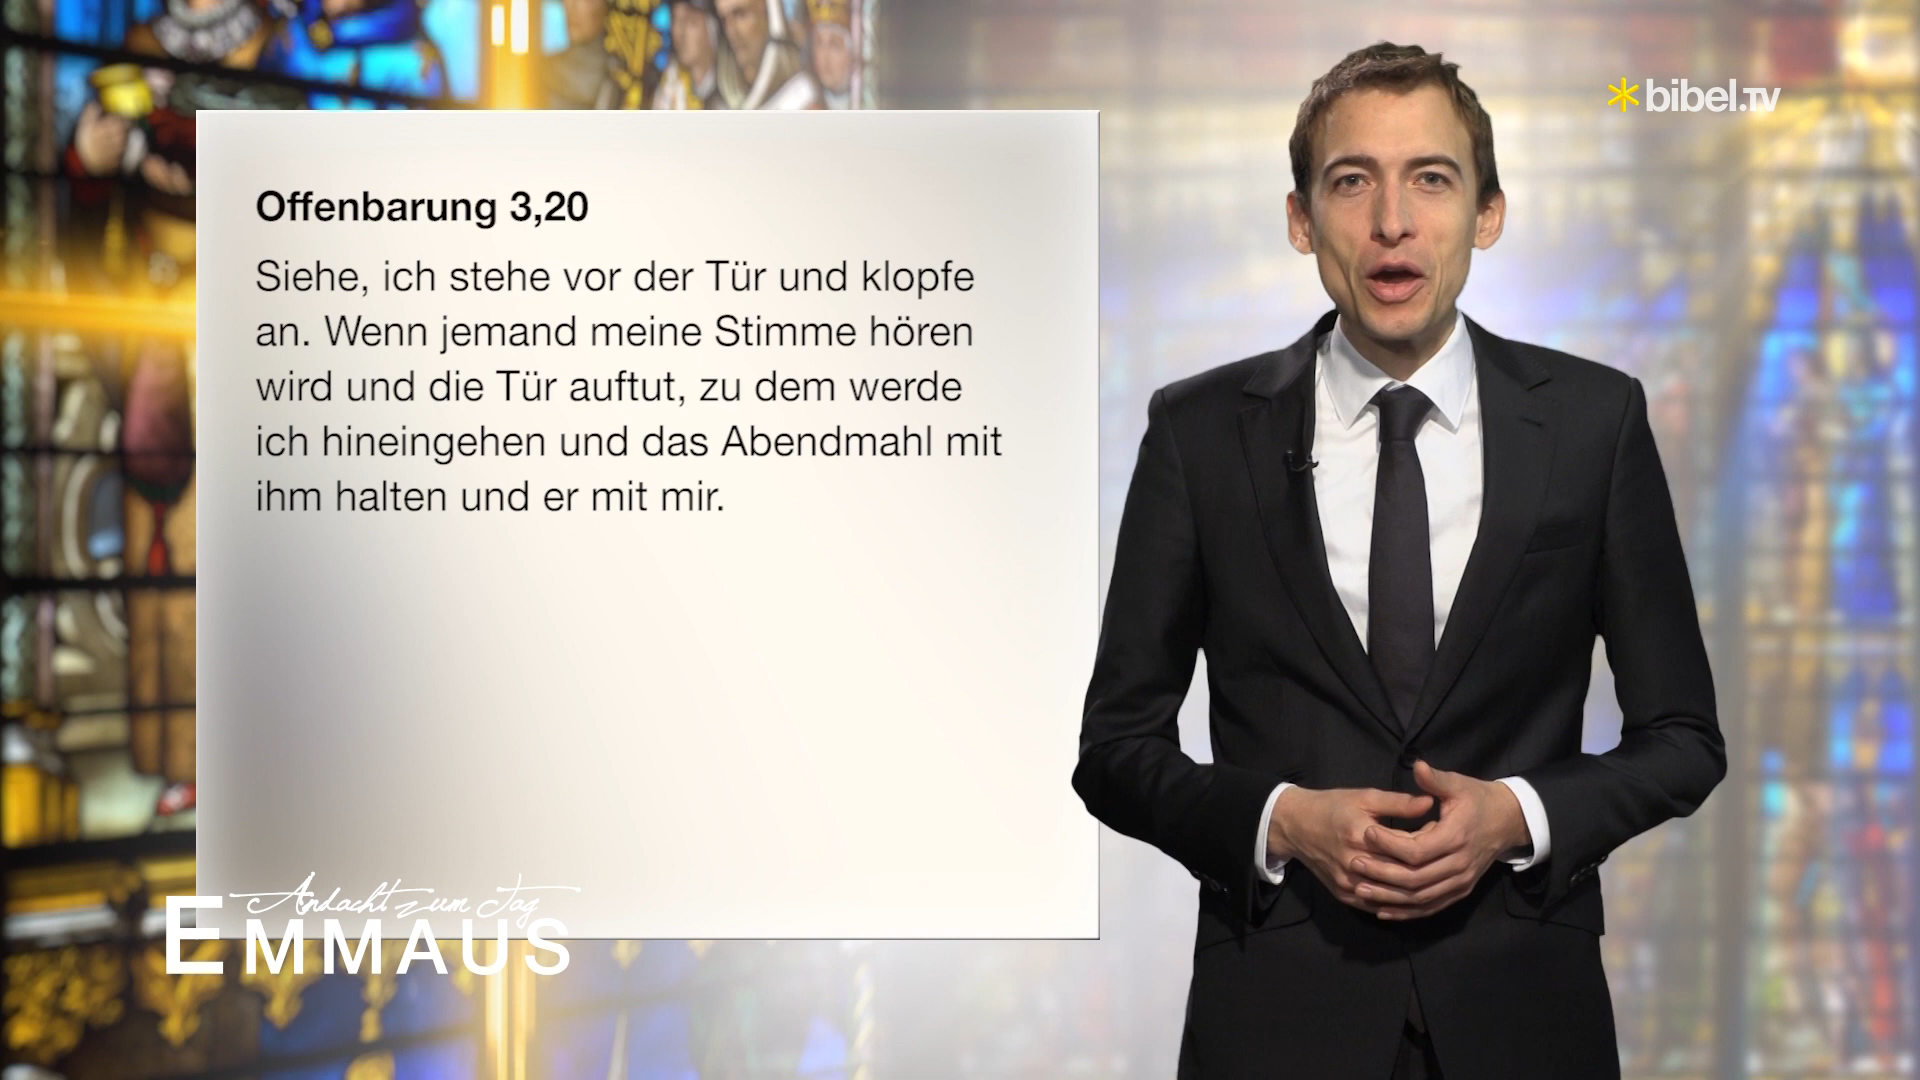 bibel.TV
Offenbarung 3,20
Siehe, ich stehe vor der Tür und klopfe
an. Wenn jemand meine Stimme hören
wird und die Tür auftut, zu dem werde
ich hineingehen und das Abendmahl mit
ihm halten und er mit mir.
Andacht zum Tag
EMMAUS